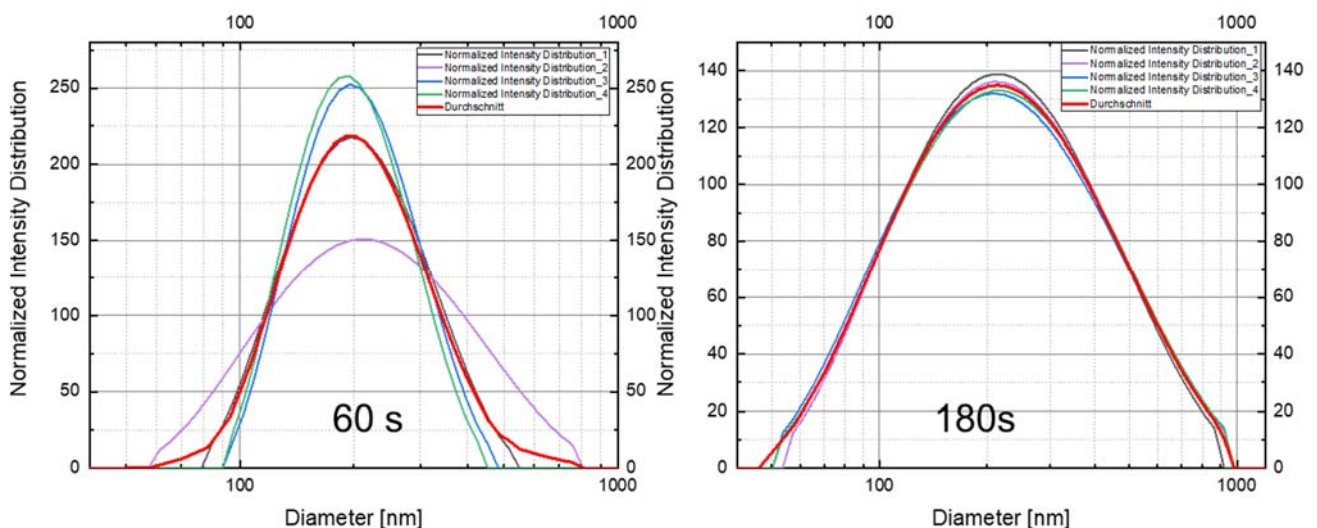 100 1000
Normalized Intensity Distribution
250
200
150
100
50
0
Normalized Intensity Distribution_1
Normalized Intensity Distribution_2
Normalized Intensity Distribution_3
Normalized Intensity Distribution_4
Durchschnitt
60 s
250
200
150
100
50
0
100 1000
Diameter [nm]
100 1000
Normalized Intensity Distribution
140
120
100
80
60
40
20
0
Normalized Intensity Distribution_1
Normalized Intensity Distribution_2
Normalized Intensity Distribution_3
Normalized Intensity Distribution_4
Durchschnitt
180s
140
120
100
80
60
40
20
0
100 1000
Diameter [nm]